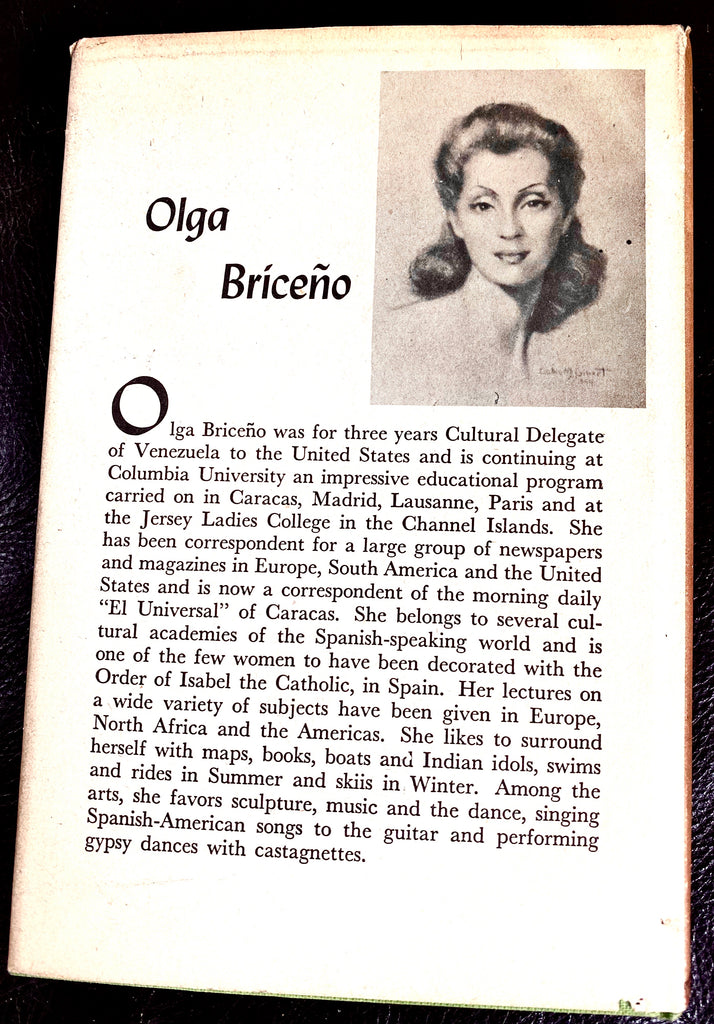 Olga
Briceño
Olga Briceño was for three years Cultural Delegate
of Venezuela to the United States and is continuing at
Columbia University an impressive educational program
carried on in Caracas, Madrid, Lausanne, Paris and at
the Jersey Ladies College in the Channel Islands. She
has been correspondent for a large group of newspapers
and magazines in Europe, South America and the United
States and is now a correspondent of the morning daily
“El Universal” of Caracas. She belongs to several cul-
tural academies of the Spanish-speaking world and is
one of the few women to have been decorated with the
Order of Isabel the Catholic, in Spain. Her lectures on
a wide variety of subjects have been given in Europe,
North Africa and the Americas. She likes to surround
herself with maps, books, boats and Indian idols, swims
and rides in Summer and skiis in Winter. Among the
arts, she favors sculpture, music and the dance, singing
Spanish-American songs to the guitar and performing
gypsy dances with castagnettes.